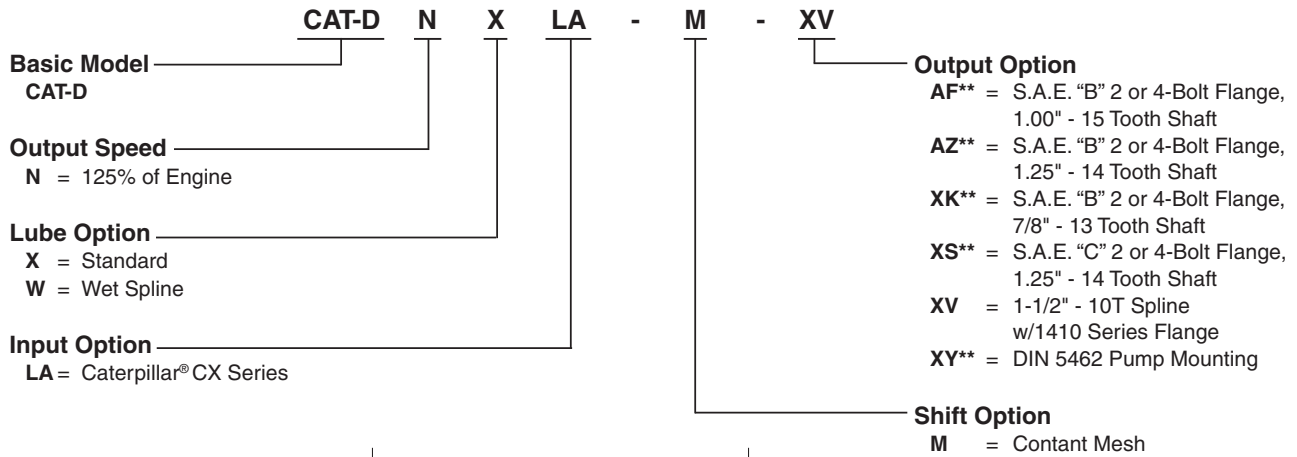 CAT-D N X LA - M - XV
Basic Model
CAT-D
Output Speed
N = 125% of Engine
Lube Option
X = Standard
W = Wet Spline
Input Option
LA = Caterpillar® CX Series
Output Option
AF** = S.A.E. “B” 2 or 4-Bolt Flange,
1.00" - 15 Tooth Shaft
AZ** = S.A.E. “B” 2 or 4-Bolt Flange,
1.25" - 14 Tooth Shaft
XK** = S.A.E. “B” 2 or 4-Bolt Flange,
7/8" - 13 Tooth Shaft
XS** = S.A.E. “C” 2 or 4-Bolt Flange,
1.25" - 14 Tooth Shaft
XV = 1-1/2" - 10T Spline
w/1410 Series Flange
XY** = DIN 5462 Pump Mounting
Shift Option
M = Contant Mesh